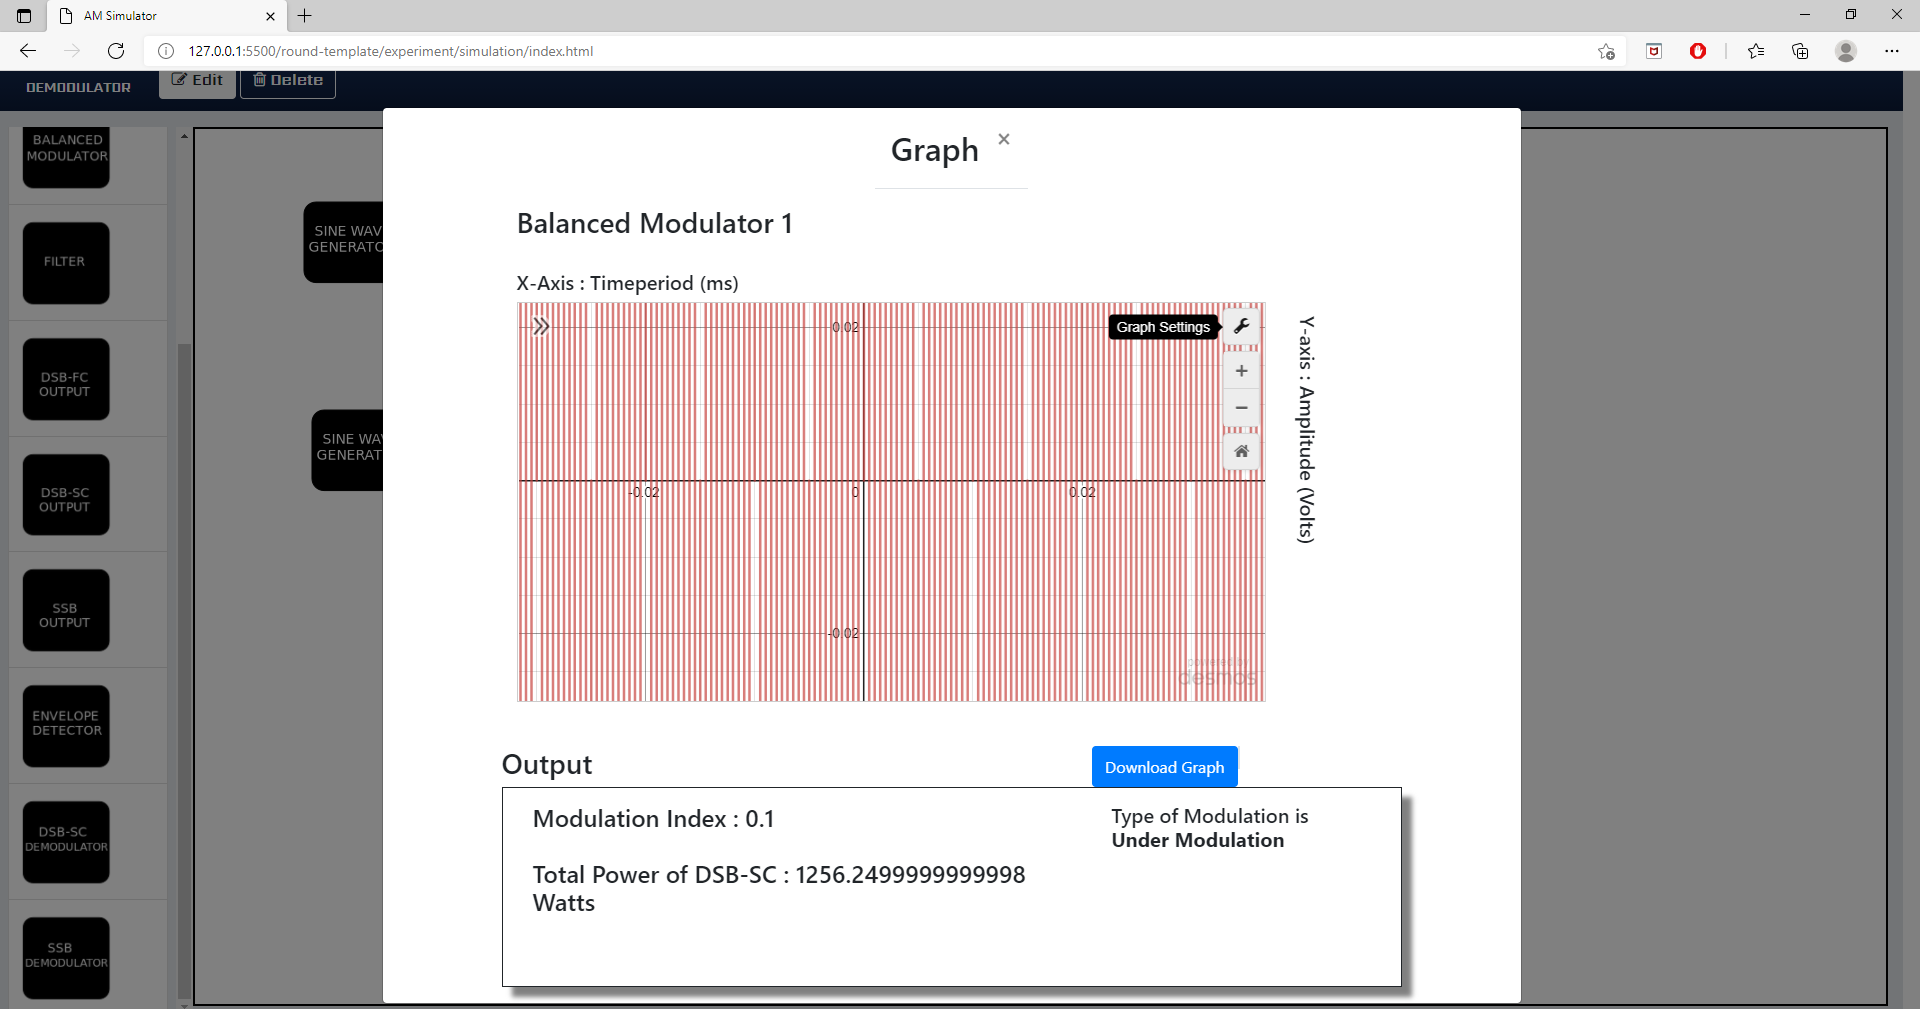 AM Simulator
127.0.0.1:5500/round-template/experiment/simulation/index.html
DEMODULATOR
Edit
Delete
BALANCED
MODULATOR
FILTER
DSB-FC
OUTPUT
DSB-SC
OUTPUT
SSB
OUTPUT
ENVELOPE
DETECTOR
DSB-SC
DEMODULATOR
SSB
DEMODULATOR
SINE WAV
GENERATO
SINE WA
GENERAT
Graph ×
Balanced Modulator 1
X-Axis : Timeperiod (ms)
0.02
Graph Settings
-0.02
0
0.02
-0.02
powered by
desmos
Y-axis : Amplitude (Volts)
Output
Download Graph
Modulation Index : 0.1
Type of Modulation is
Under Modulation
Total Power of DSB-SC : 1256.2499999999998
Watts